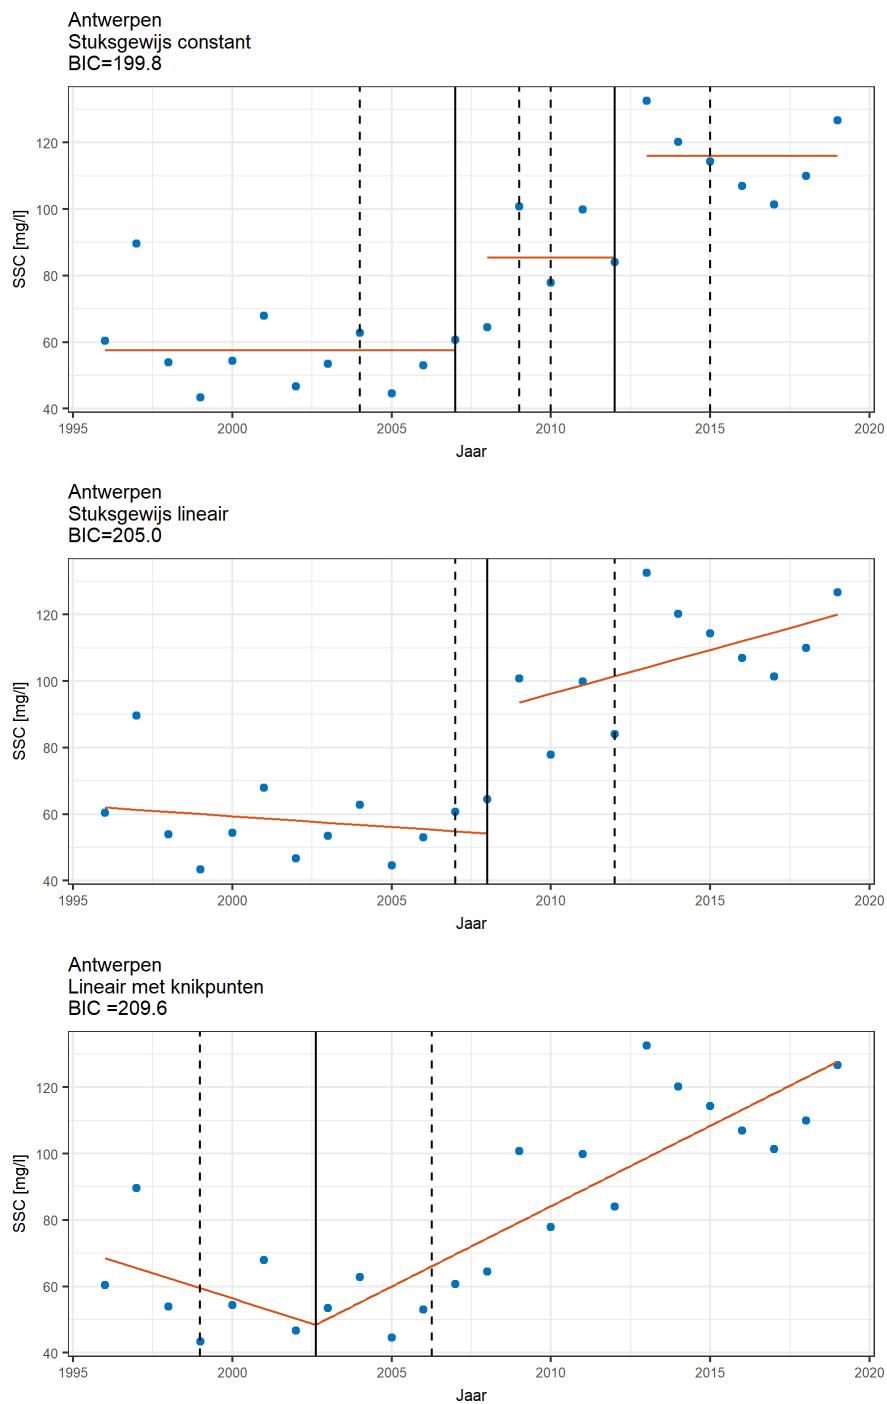 Antwerpen
Stuksgewijs constant
BIC=199.8
SSC [mg/l]
120
100
80
60
40
1995 2000 2005 2010 2015 2020
Jaar
Antwerpen
Stuksgewijs lineair
BIC=205.0
SSC [mg/l]
120
100
80
60
40
1995 2000 2005 2010 2015 2020
Jaar
Antwerpen
Lineair met knikpunten
BIC =209.6
SSC [mg/l]
120
100
80
60
40
1995 2000 2005 2010 2015 2020
Jaar